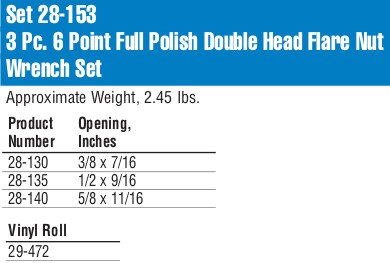 Set 28-153
3 Pc. 6 Point Full Polish Double Head Flare Nut
Wrench Set
Approximate Weight, 2.45 lbs.
Product Opening,
Number Inches
28-130 3/8 x 7/16
28-135 1/2 x 9/16
28-140 5/8 x 11/16
Vinyl Roll
29-472